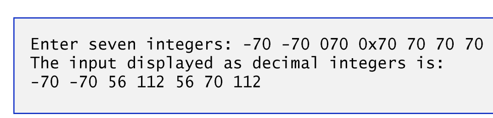 Enter seven integers: -70 -70 070 0x70 70 70 70
The input displayed as decimal integers is:
-70 -70 56 112 56 70 112